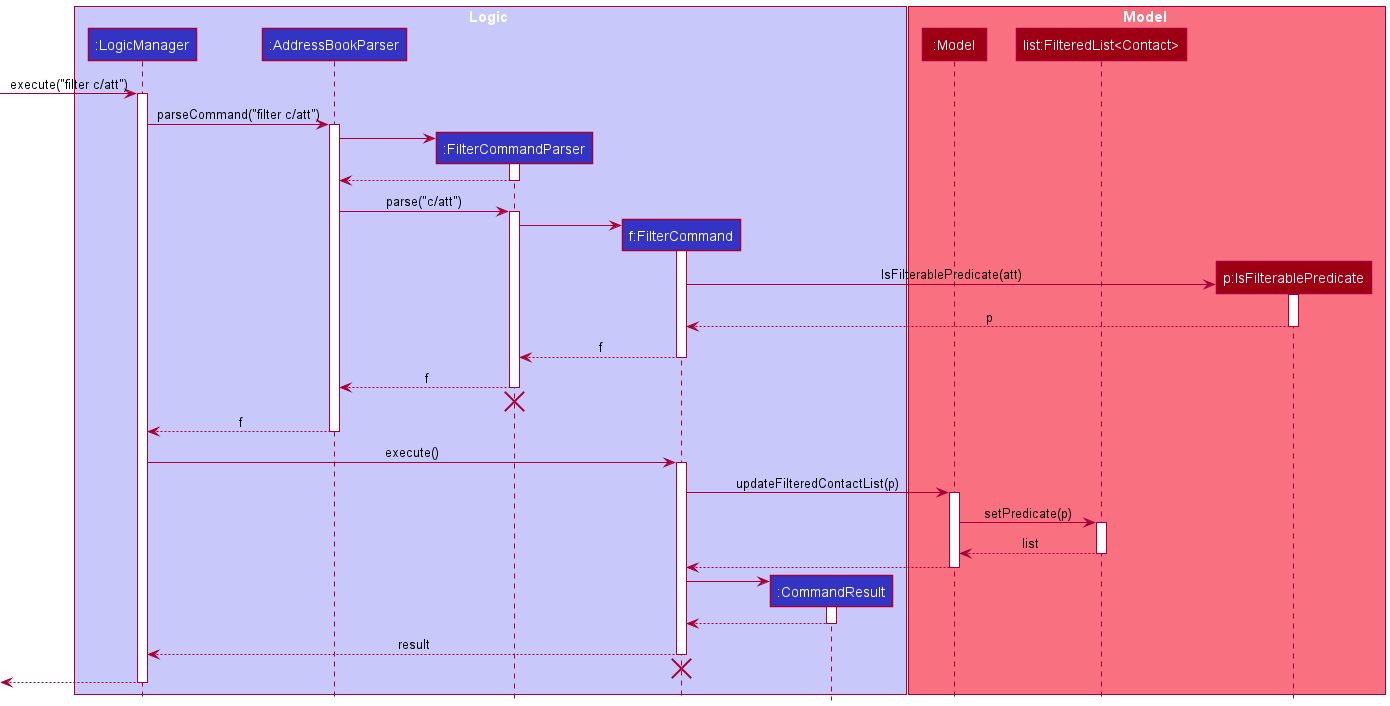 Logic
Model
:LogicManager
:AddressBookParser
:Model
list:FilteredList<Contact>
execute("filter c/att")
parseCommand("filter c/att")
:FilterCommandParser
parse("c/att")
f:FilterCommand
IsFilterablePredicate(att)
p:IsFilterablePredicate
p
f
f
f
execute()
updateFilteredContactList(p)
setPredicate(p)
list
:CommandResult
result